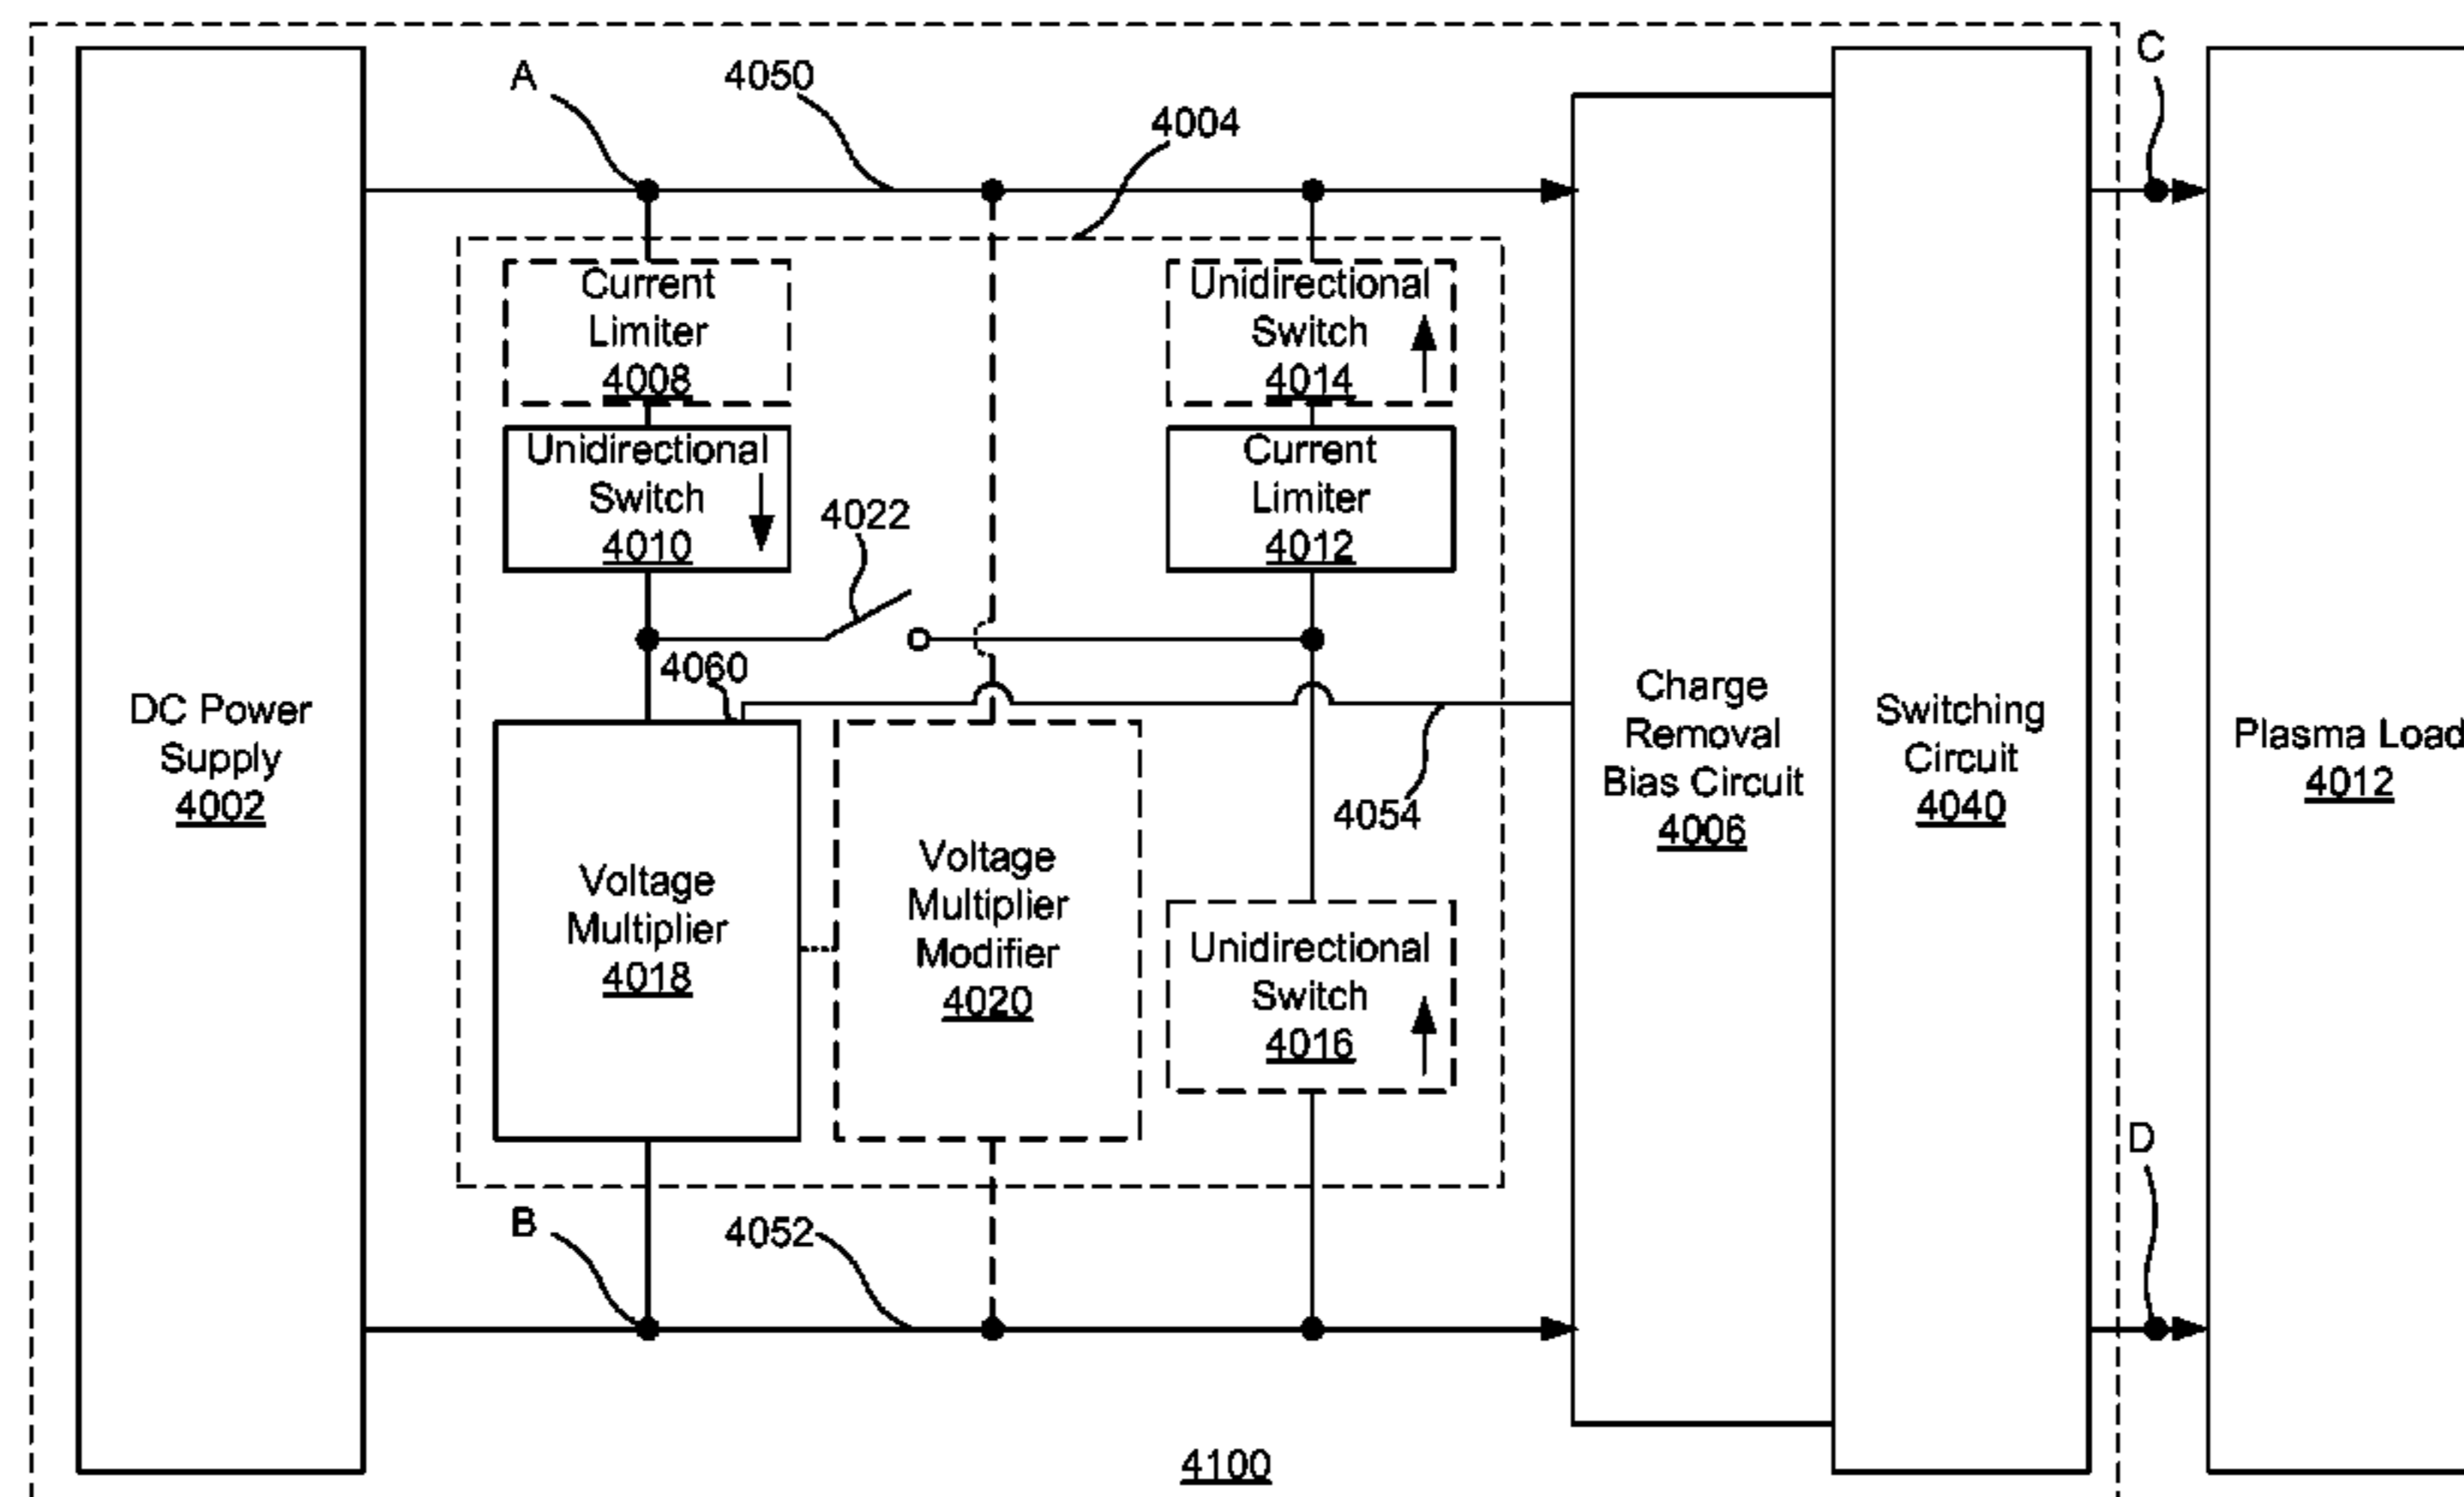 A
4050
4004
C
Current
Limiter
4008
Unidirectional
Switch
4014
Unidirectional
Switch
4010
4022
Current
Limiter
4012
4060
DC Power
Supply
4002
Charge
Removal
Bias Circuit
4006
Switching
Circuit
4040
Plasma Load
4012
4054
Voltage
Multiplier
4018
Voltage
Multiplier
Modifier
4020
Unidirectional
Switch
4016
B
4052
D
4100